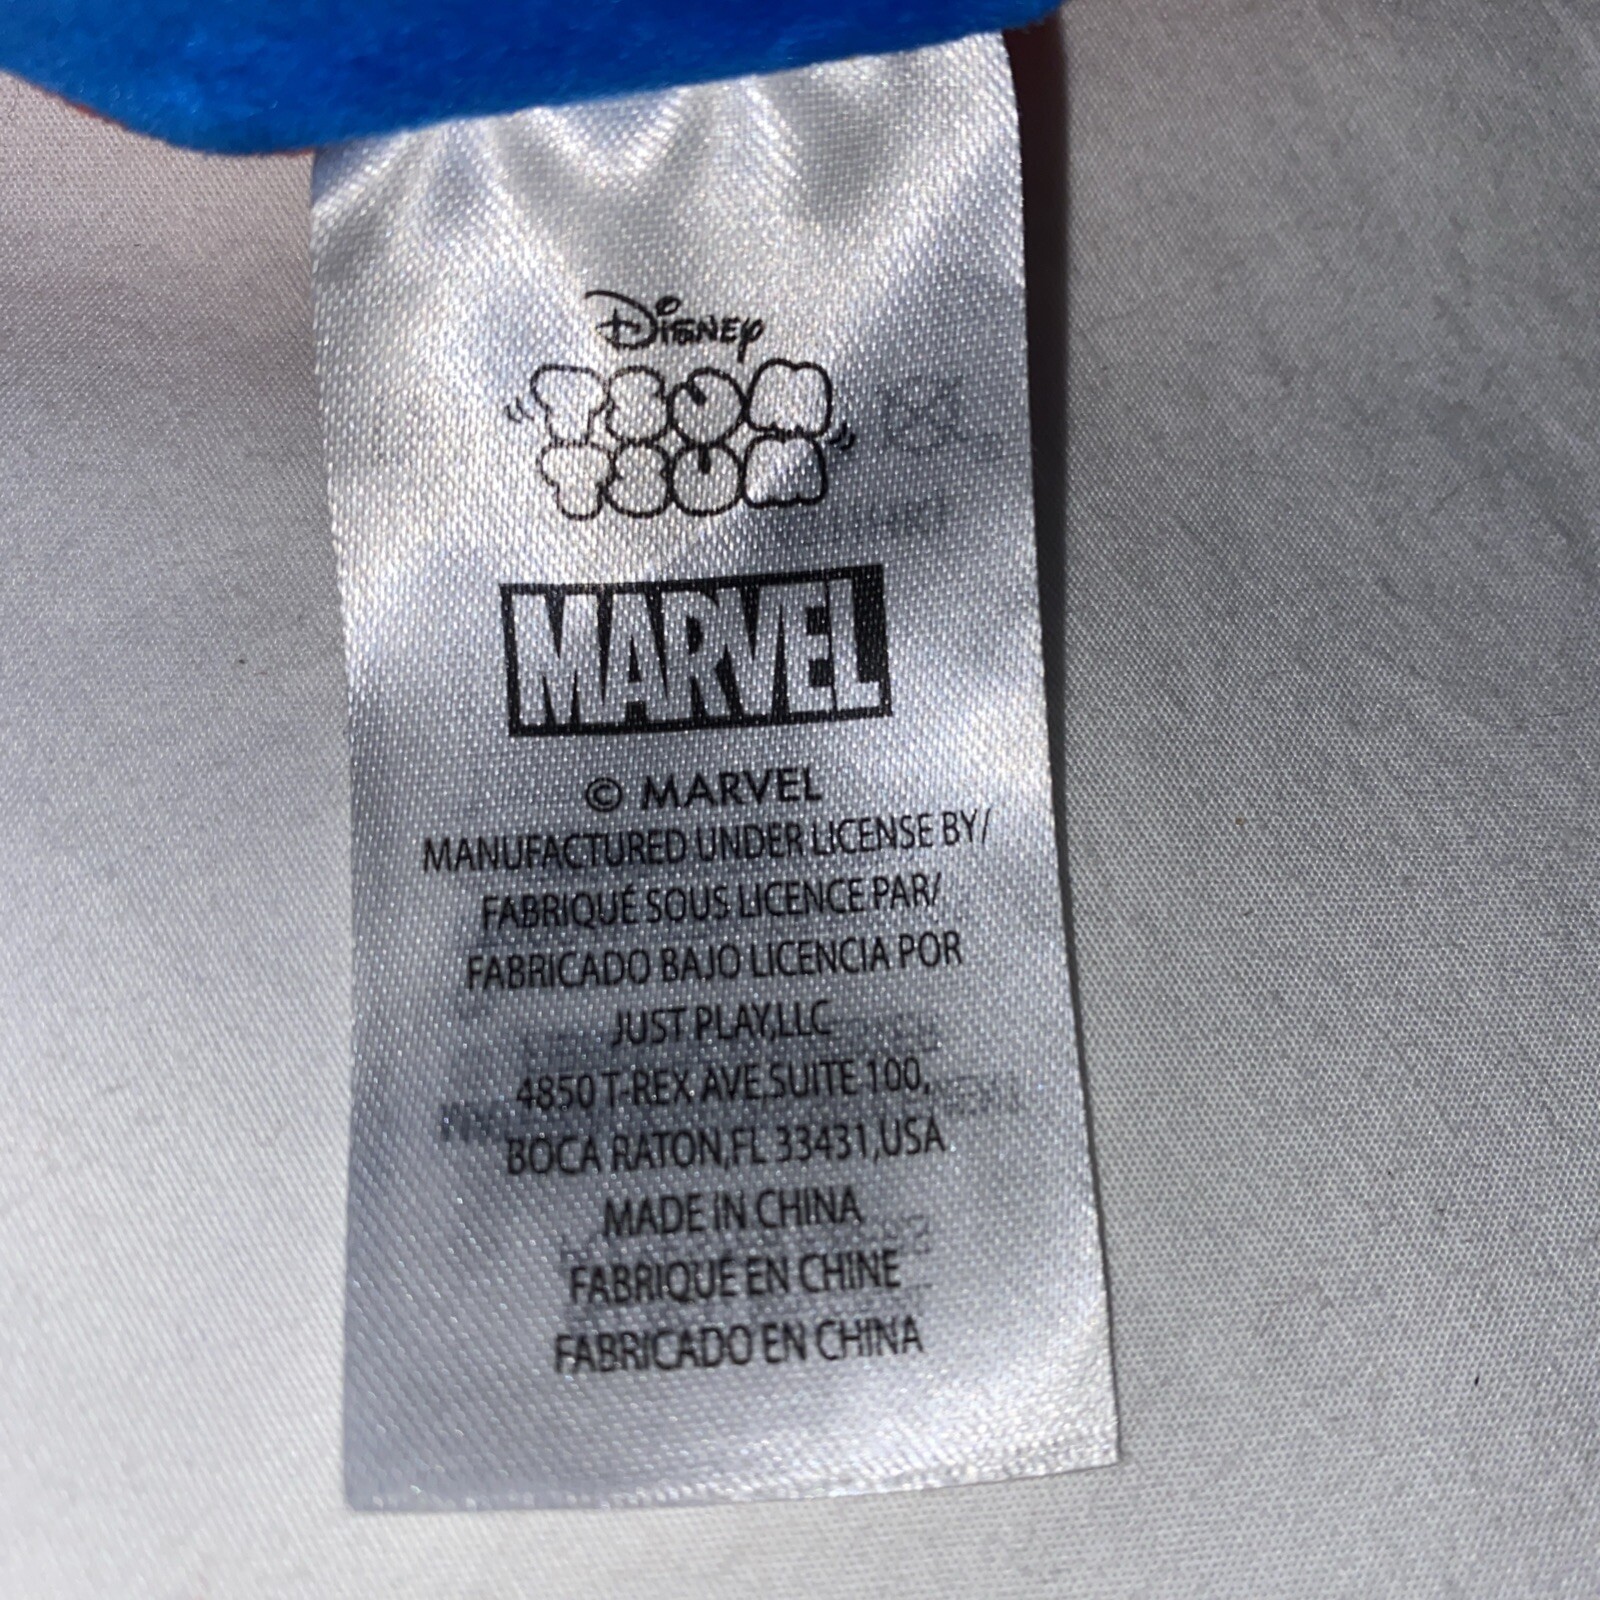 Disney
TSUM
TSUM
MARVEL
© MARVEL
MANUFACTURED UNDER LICENSE BY/
FABRIQUÉ SOUS LICENCE PAR/
FABRICADO BAJO LICENCIA POR
JUST PLAY,LLC
4850 T-REX AVE.SUITE 100,
BOCA RATON,FL 33431,USA
MADE IN CHINA
FABRIQUÉ EN CHINE
FABRICADO EN CHINA